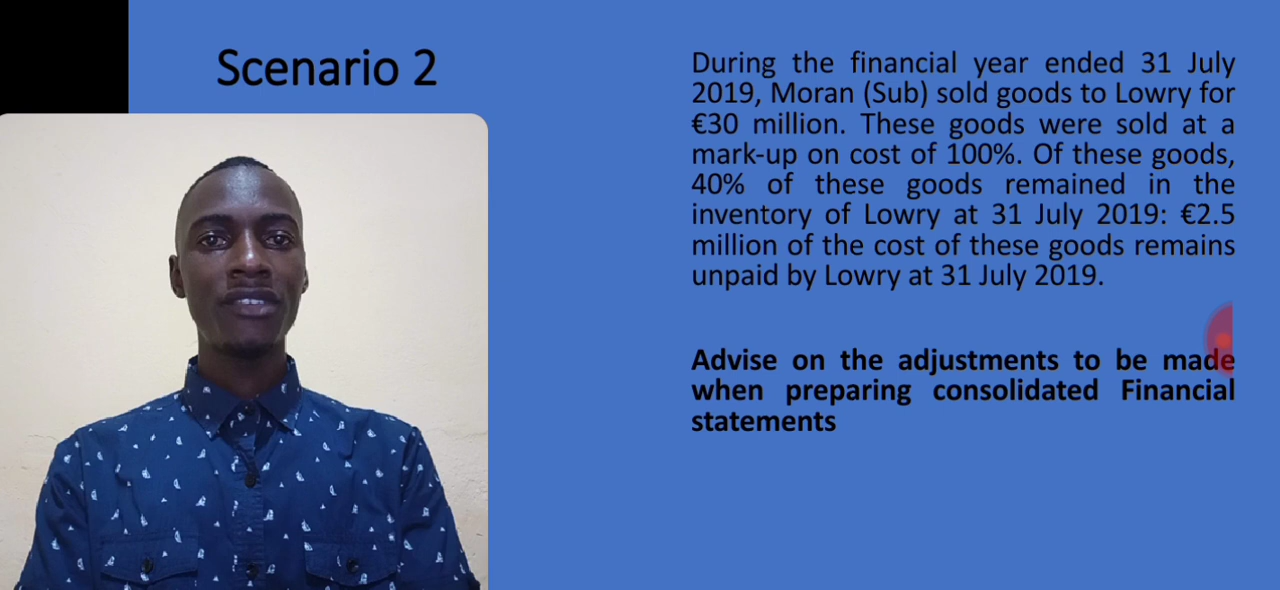 Scenario 2
During the financial year ended 31 July
2019, Moran (Sub) sold goods to Lowry for
€30 million. These goods were sold at a
mark-up on cost of 100%. Of these goods,
40% of these goods remained in the
inventory of Lowry at 31 July 2019: €2.5
million of the cost of these goods remains
unpaid by Lowry at 31 July 2019.
Advise on the adjustments to be made
when preparing consolidated Financial
statements